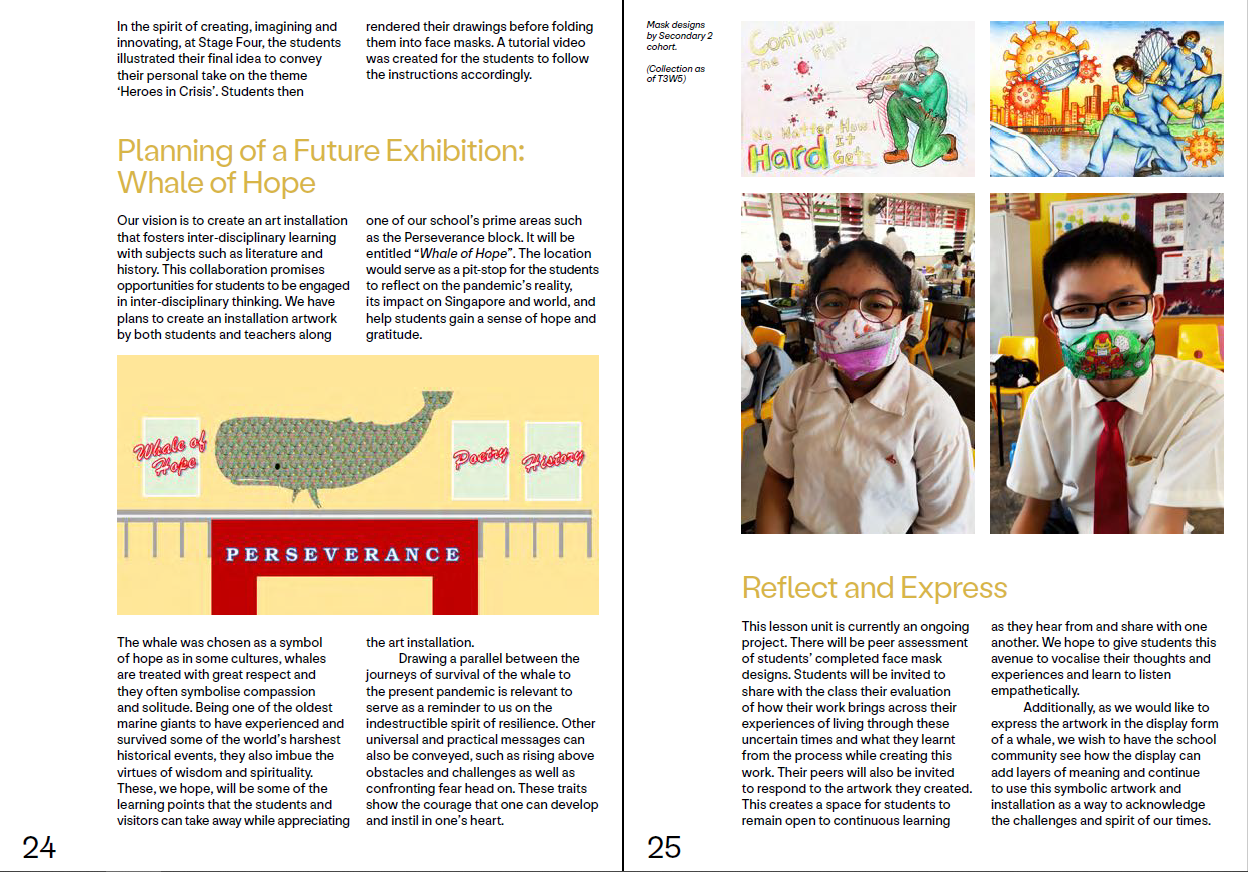 In the spirit of creating, imagining and
innovating, at Stage Four, the students
illustrated their final idea to convey
their personal take on the theme
‘Heroes in Crisis’. Students then
rendered their drawings before folding
them into face masks. A tutorial video
was created for the students to follow
the instructions accordingly.
Planning of a Future Exhibition:
Whale of Hope
Our vision is to create an art installation
that fosters inter-disciplinary learning
with subjects such as literature and
history. This collaboration promises
opportunities for students to be engaged
in inter-disciplinary thinking. We have
plans to create an installation artwork
by both students and teachers along
one of our school’s prime areas such
as the Perseverance block. It will be
entitled “Whale of Hope”. The location
would serve as a pit-stop for the students
to reflect on the pandemic’s reality,
its impact on Singapore and world, and
help students gain a sense of hope and
gratitude.
Whale of
Hope
Poetry
History
PERSEVERANCE
The whale was chosen as a symbol
of hope as in some cultures, whales
are treated with great respect and
they often symbolise compassion
and solitude. Being one of the oldest
marine giants to have experienced and
survived some of the world’s harshest
historical events, they also imbue the
virtues of wisdom and spirituality.
These, we hope, will be some of the
learning points that the students and
visitors can take away while appreciating
the art installation.
Drawing a parallel between the
journeys of survival of the whale to
the present pandemic is relevant to
serve as a reminder to us on the
indestructible spirit of resilience. Other
universal and practical messages can
also be conveyed, such as rising above
obstacles and challenges as well as
confronting fear head on. These traits
show the courage that one can develop
and instil in one’s heart.
24
Mask designs
by Secondary 2
cohort.
(Collection as
of T3W5)
Continue
The Fight
No Matter How
Hard It
Gets
Reflect and Express
This lesson unit is currently an ongoing
project. There will be peer assessment
of students’ completed face mask
designs. Students will be invited to
share with the class their evaluation
of how their work brings across their
experiences of living through these
uncertain times and what they learnt
from the process while creating this
work. Their peers will also be invited
to respond to the artwork they created.
This creates a space for students to
remain open to continuous learning
as they hear from and share with one
another. We hope to give students this
avenue to vocalise their thoughts and
experiences and learn to listen
empathetically.
Additionally, as we would like to
express the artwork in the display form
of a whale, we wish to have the school
community see how the display can
add layers of meaning and continue
to use this symbolic artwork and
installation as a way to acknowledge
the challenges and spirit of our times.
25